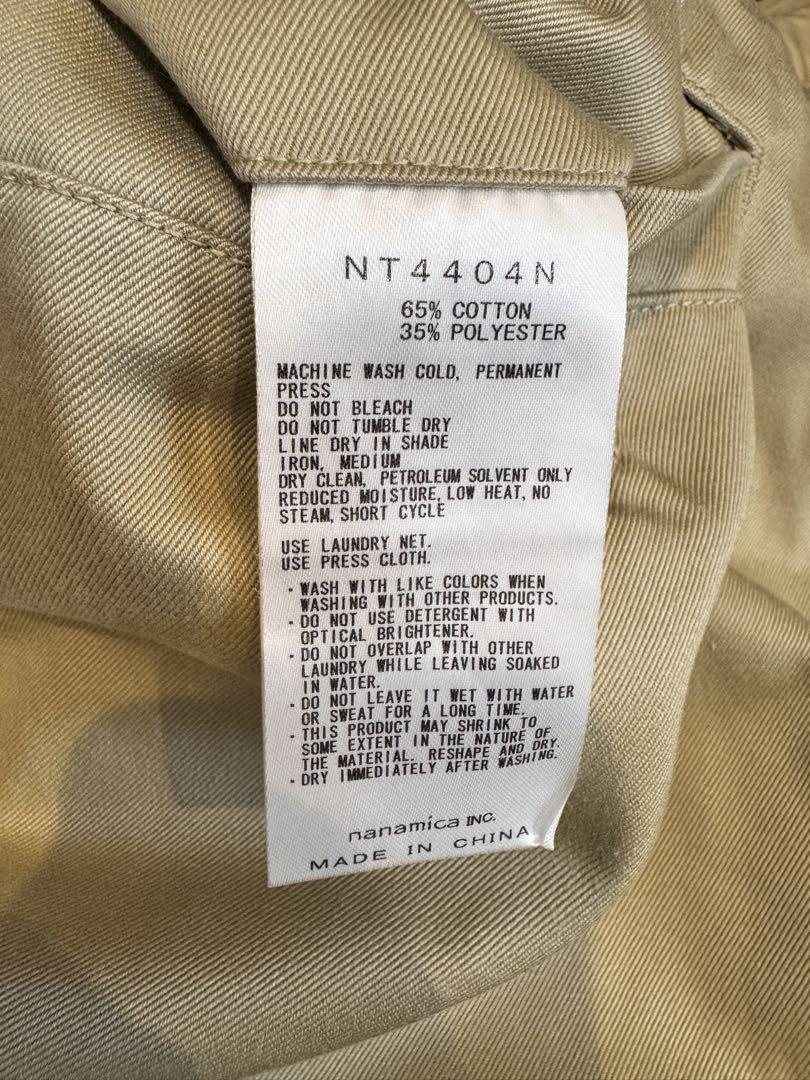 NT4404N
65% COTTON
35% POLYESTER
MACHINE WASH COLD, PERMANENT
PRESS
DO NOT BLEACH
DO NOT TUMBLE DRY
LINE DRY IN SHADE
IRON, MEDIUM
DRY CLEAN, PETROLEUM SOLVENT ONLY
REDUCED MOISTURE, LOW HEAT, NO
STEAM, SHORT CYCLE
USE LAUNDRY NET.
USE PRESS CLOTH.
・WASH WITH LIKE COLORS WHEN
WASHING WITH OTHER PRODUCTS.
・DO NOT USE DETERGENT WITH
OPTICAL BRIGHTENER.
・DO NOT OVERLAP WITH OTHER
LAUNDRY WHILE LEAVING SOAKED
IN WATER.
・DO NOT LEAVE IT WET WITH WATER
OR SWEAT FOR A LONG TIME.
・THIS PRODUCT MAY SHRINK TO
SOME EXTENT IN THE NATURE OF
THE MATERIAL. RESHAPE AND DRY.
・DRY IMMEDIATELY AFTER WASHING.
nanamica INC.
MADE IN CHINA